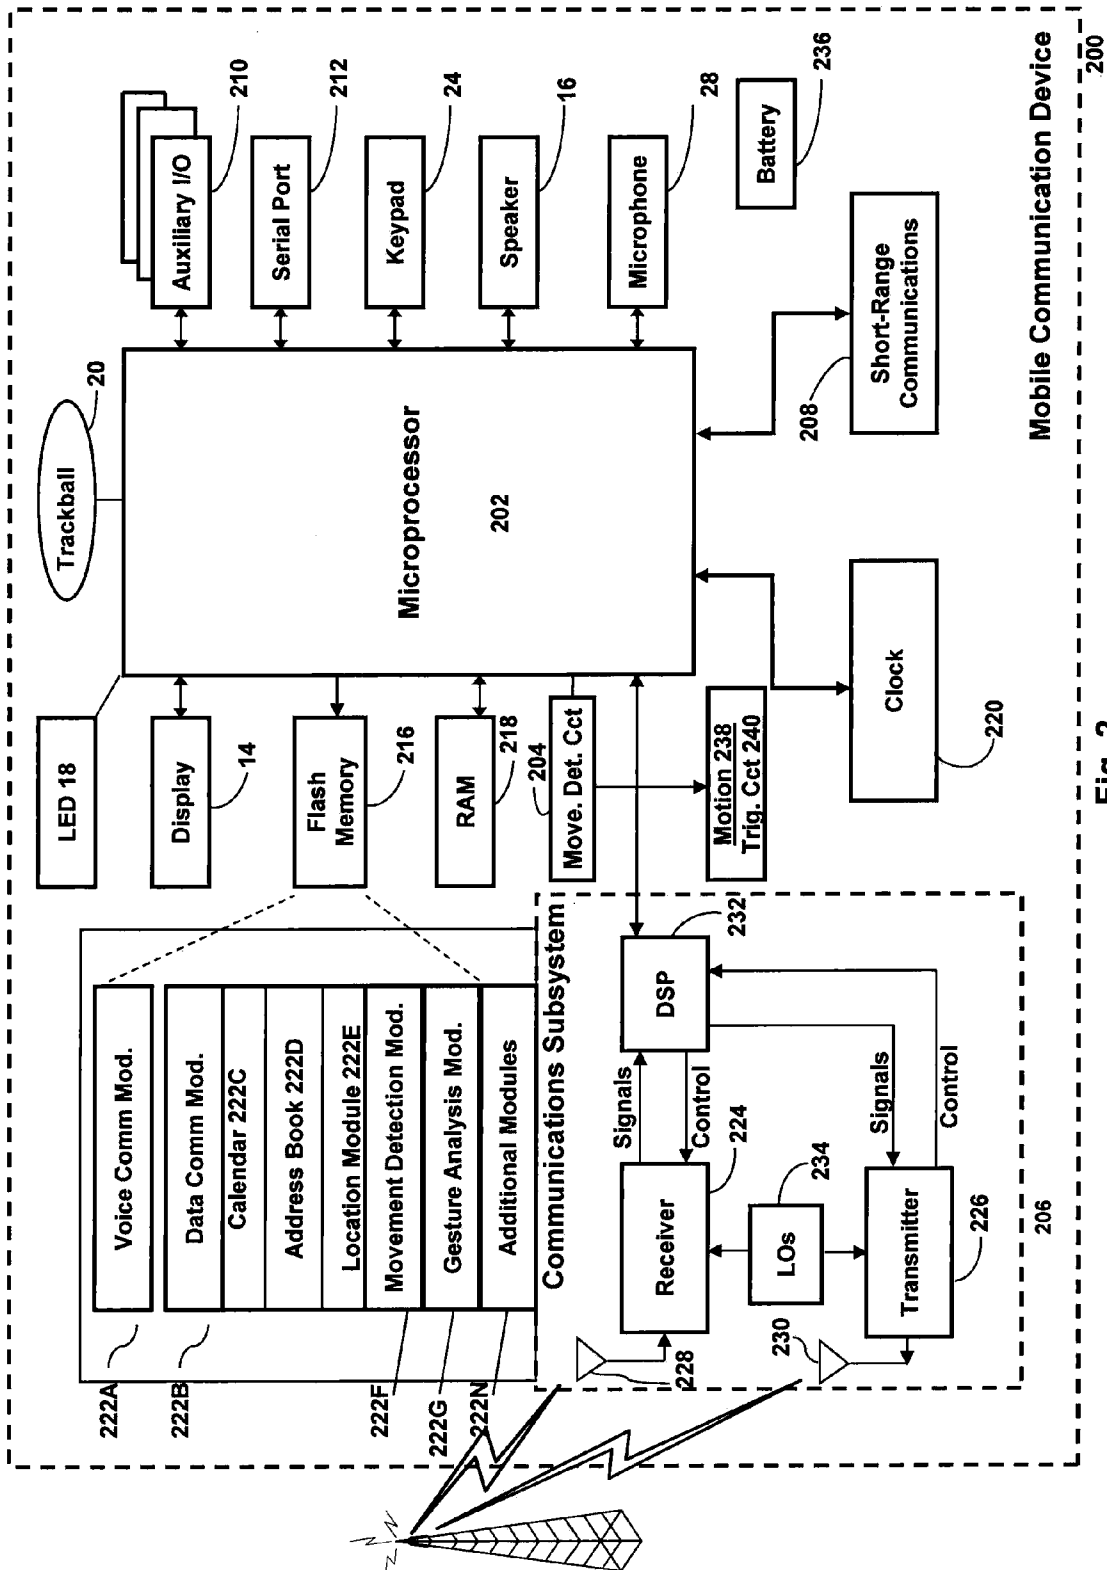 Trackball
20
LED 18
Display
14
Flash
Memory
216
RAM
218
204
Move. Det. Cct
Motion 238
Trig. Cct 240
Microprocessor
202
Auxiliary I/O
210
Serial Port
212
Keypad
24
Speaker
16
Microphone
28
Battery
236
Short-Range
Communications
208
Clock
220
222A
Voice Comm Mod.
222B
Data Comm Mod.
Calendar 222C
Address Book 222D
Location Module 222E
Movement Detection Mod.
222F
Gesture Analysis Mod.
222G
Additional Modules
222N
Communications Subsystem
DSP
232
Signals
Control
Receiver
224
228
LOs
234
Signals
Control
Transmitter
226
230
206
Mobile Communication Device
200